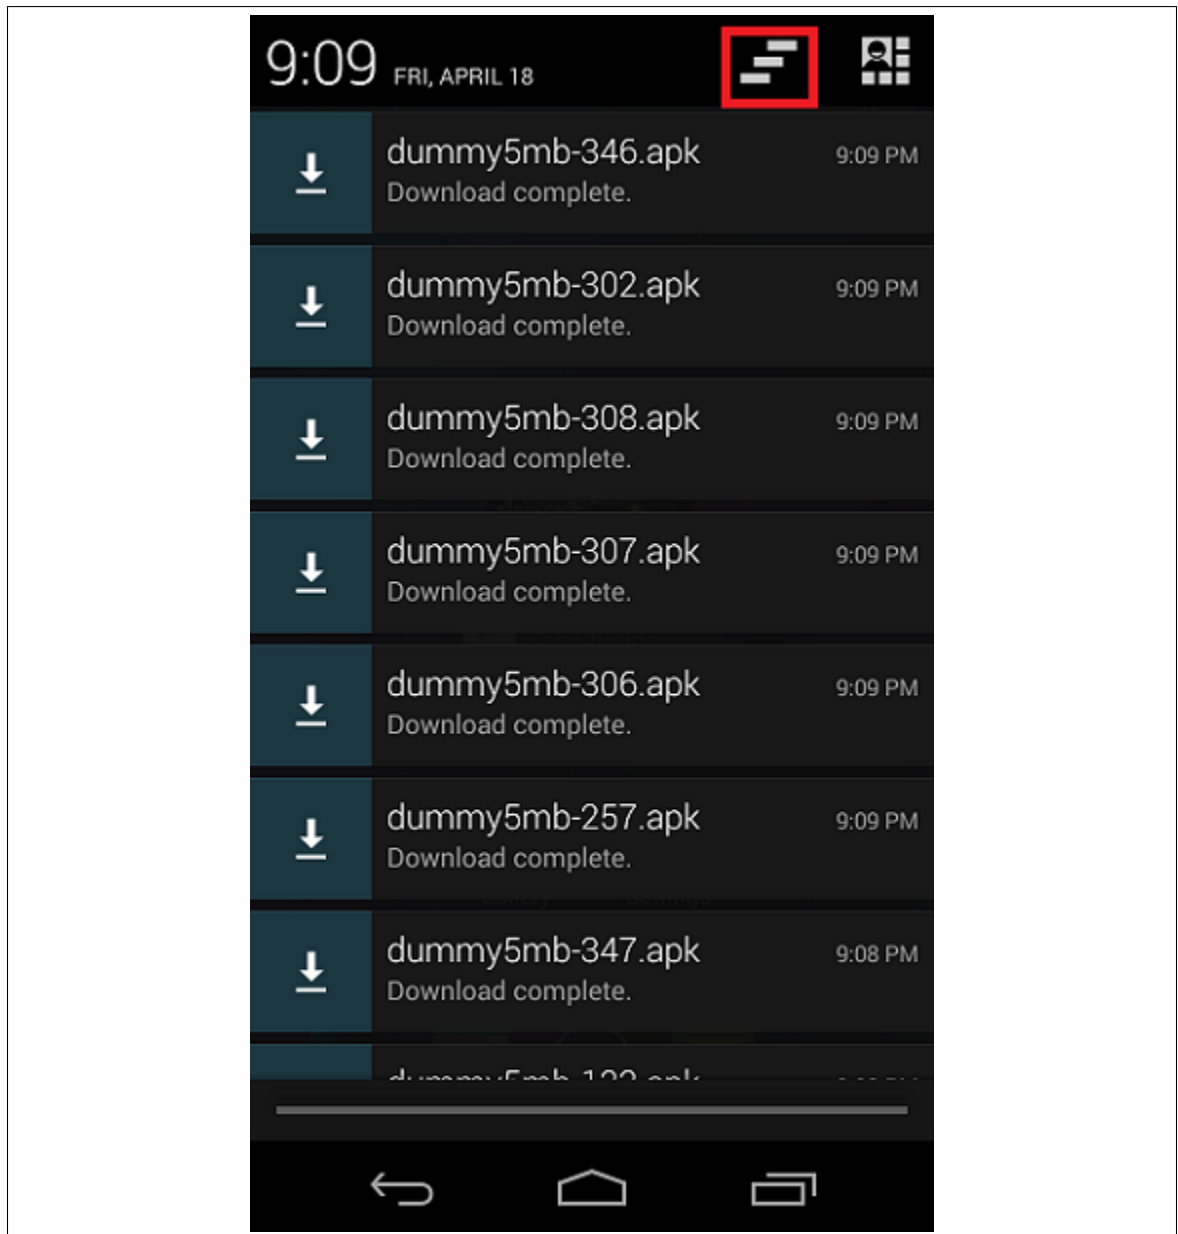 9:09 FRI, APRIL 18
dummy5mb-346.apk 9:09 PM
Download complete.
dummy5mb-302.apk 9:09 PM
Download complete.
dummy5mb-308.apk 9:09 PM
Download complete.
dummy5mb-307.apk 9:09 PM
Download complete.
dummy5mb-306.apk 9:09 PM
Download complete.
dummy5mb-257.apk 9:09 PM
Download complete.
dummy5mb-347.apk 9:08 PM
Download complete.